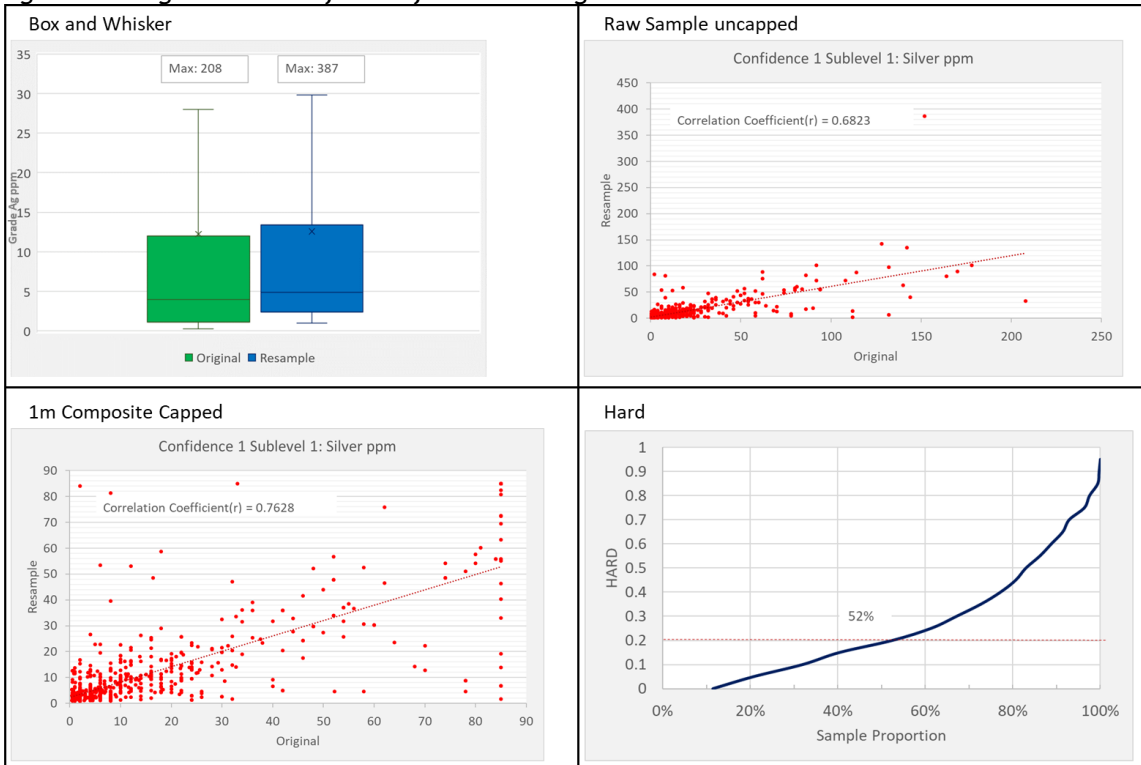 Box and Whisker
35
Max: 208
Max: 387
30
25
20
15
10
5
0
Grade Ag ppm
Original
Resample
Raw Sample uncapped
Confidence 1 Sublevel 1: Silver ppm
450
400
350
300
250
200
150
100
50
0
Correlation Coefficient(r) = 0.6823
Resample
0 50 100 150 200 250
Original
1m Composite Capped
Confidence 1 Sublevel 1: Silver ppm
90
80
70
60
50
40
30
20
10
0
Correlation Coefficient(r) = 0.7628
Resample
0 10 20 30 40 50 60 70 80 90
Original
Hard
1
0.9
0.8
0.7
0.6
0.5
0.4
0.3
0.2
0.1
0
HARD
52%
0% 20% 40% 60% 80% 100%
Sample Proportion